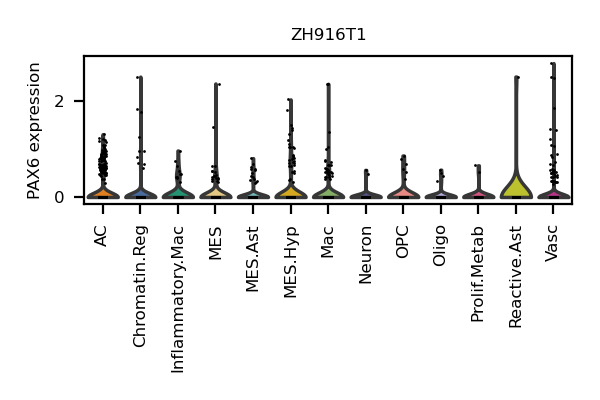 ZH916T1
PAX6 expression
2
0
AC
Chromatin.Reg
Inflammatory.Mac
MES
MES.Ast
MES.Hyp
Mac
Neuron
OPC
Oligo
Prolif.Metab
Reactive.Ast
Vasc